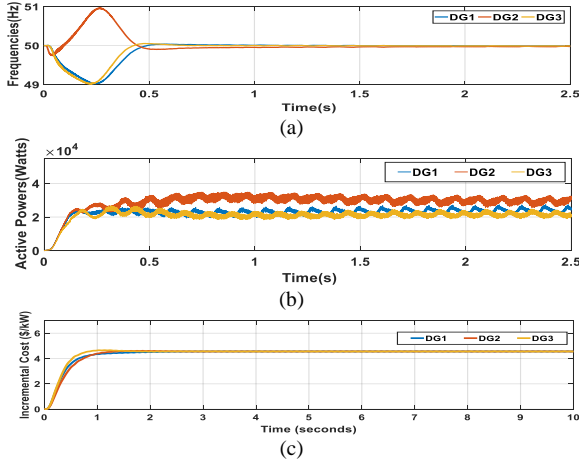 Frequencies(Hz)
51
50
49
DG1 DG2 DG3
0 0.5 1 1.5 2 2.5
Time(s)
(a)
×10⁴
Active Powers(Watts)
4
2
0
DG1 DG2 DG3
0 0.5 1 1.5 2 2.5
Time(s)
(b)
Incremental Cost ($/kW)
6
4
2
0
DG1 DG2 DG3
0 1 2 3 4 5 6 7 8 9 10
Time (seconds)
(c)